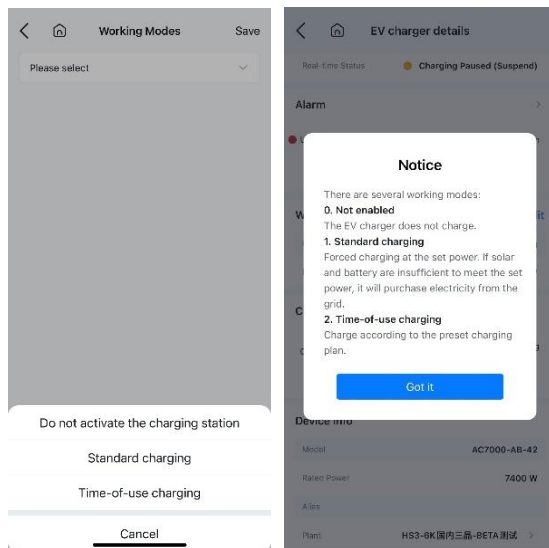 Working Modes
Save
Please select
Do not activate the charging station
Standard charging
Time-of-use charging
Cancel
EV charger details
Real-time Status
Charging Paused (Suspend)
Alarm
Notice
There are several working modes:
0. Not enabled
The EV charger does not charge.
1. Standard charging
Forced charging at the set power. If solar
and battery are insufficient to meet the set
power, it will purchase electricity from the
grid.
2. Time-of-use charging
Charge according to the preset charging
plan.
Got it
Device Info
Model
AC7000-AB-42
Rated Power
7400 W
Alias
Plant
HS3-6K国内三品-BETA测试